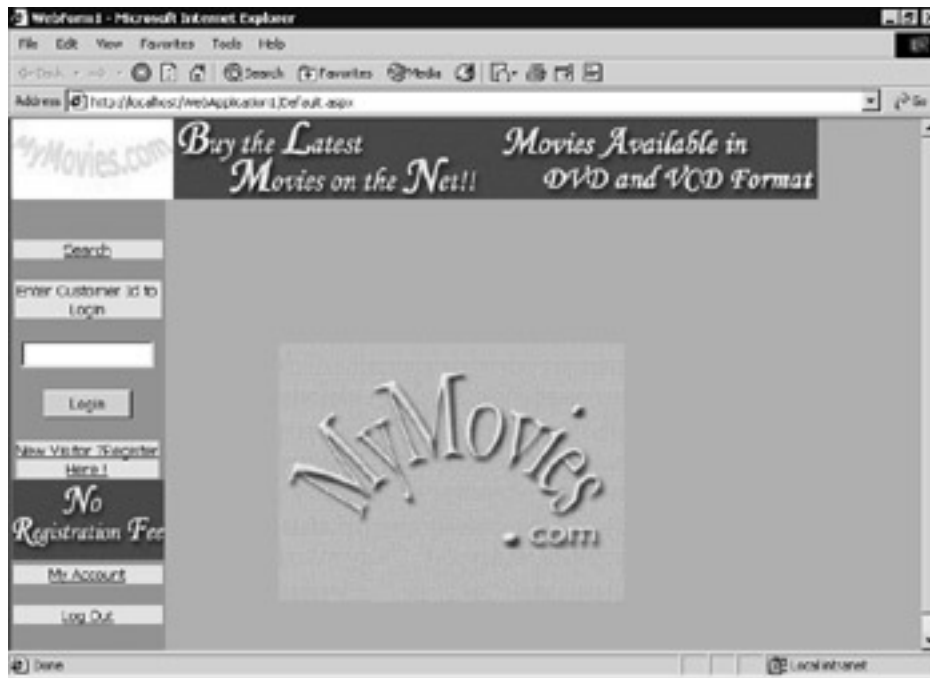 WebForm1 - Microsoft Internet Explorer
File Edit View Favorites Tools Help
Search Favorites Media
Address http://localhost/WebApplication1/Default.aspx Go
MyMovies.com
Buy the Latest
Movies on the Net!!
Movies Available in
DVD and VCD Format
Search
Enter Customer Id to
Login
Login
New Visitor ?Register
Here !
No
Registration Fee
My Account
Log Out
MyMovies
.com
Done
Local intranet